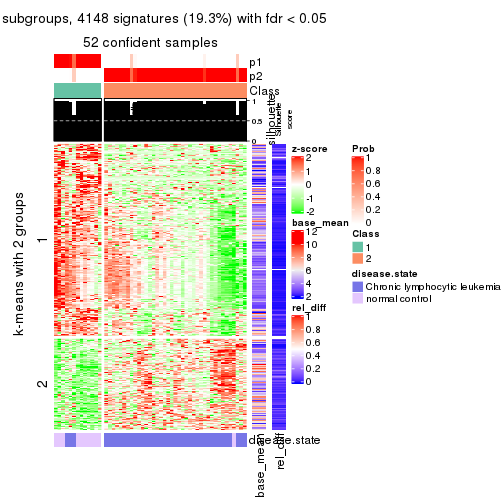 subgroups, 4148 signatures (19.3%) with fdr < 0.05
52 confident samples
p1
p2
Class
silhouette
Silhouette
score
1
0.5
0
k-means with 2 groups
1
2
z-score
2
1
0
-1
-2
base_mean
12
10
8
6
4
2
rel_diff
1
0.8
0.6
0.4
0.2
0
Prob
1
0.8
0.6
0.4
0.2
0
Class
1
2
disease.state
Chronic lymphocytic leukemia
normal control
disease.state
base_mean
rel_diff